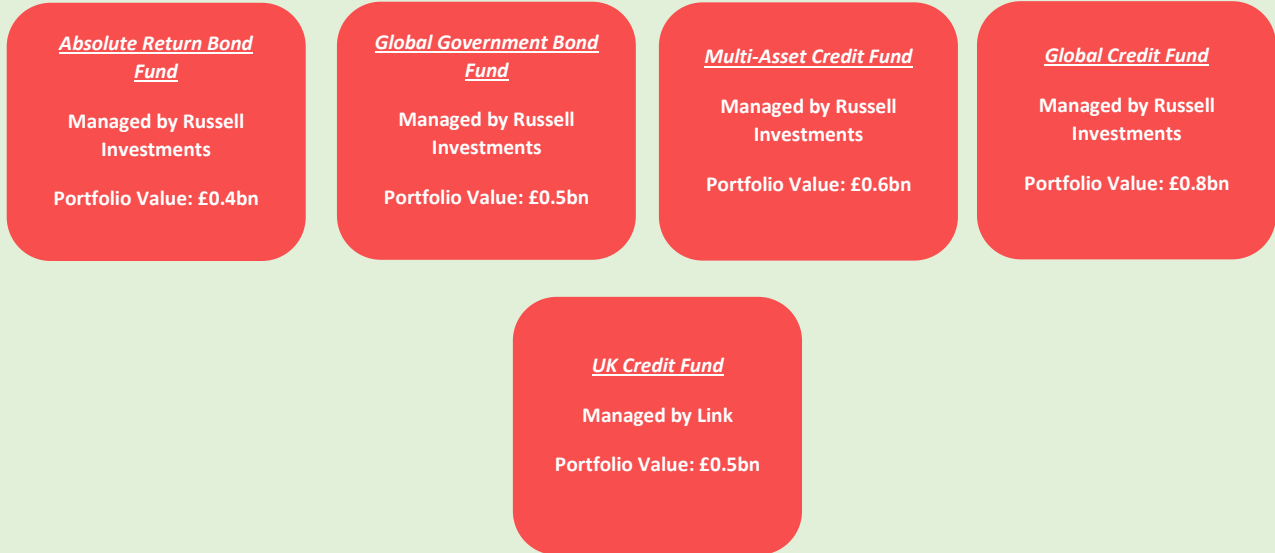 Absolute Return Bond
Fund
Managed by Russell
Investments
Portfolio Value: £0.4bn
Global Government Bond
Fund
Managed by Russell
Investments
Portfolio Value: £0.5bn
Multi-Asset Credit Fund
Managed by Russell
Investments
Portfolio Value: £0.6bn
Global Credit Fund
Managed by Russell
Investments
Portfolio Value: £0.8bn
UK Credit Fund
Managed by Link
Portfolio Value: £0.5bn